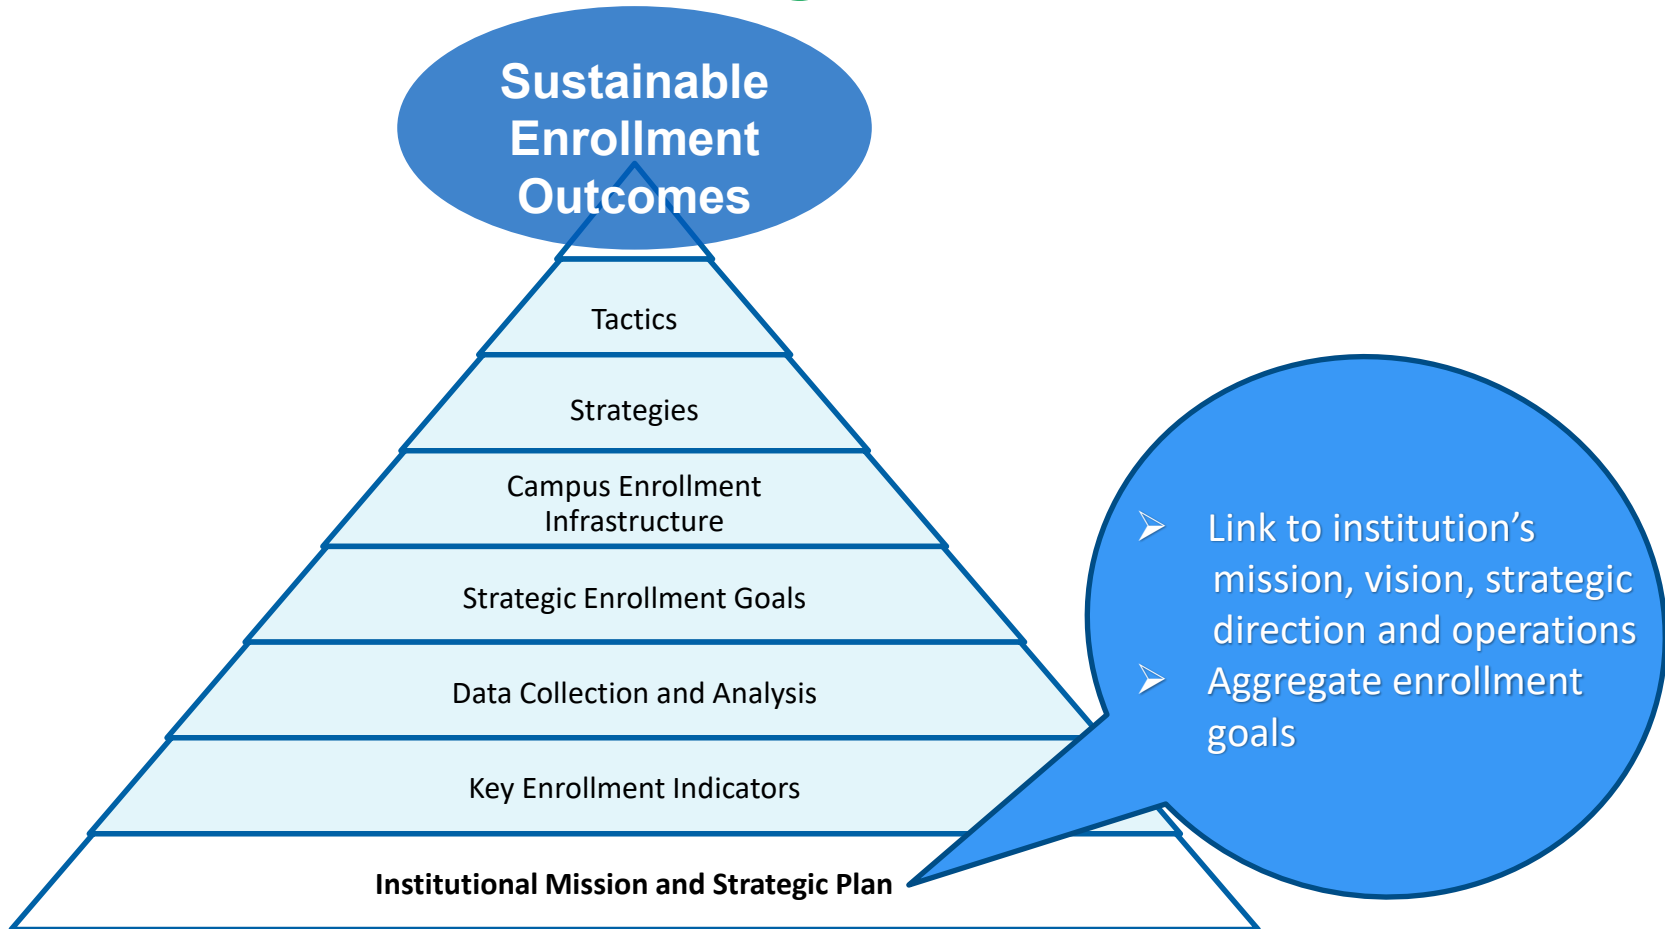 Sustainable
Enrollment
Outcomes
Tactics
Strategies
Campus Enrollment
Infrastructure
Strategic Enrollment Goals
Data Collection and Analysis
Key Enrollment Indicators
Institutional Mission and Strategic Plan
➢ Link to institution’s
mission, vision, strategic
direction and operations
➢ Aggregate enrollment
goals